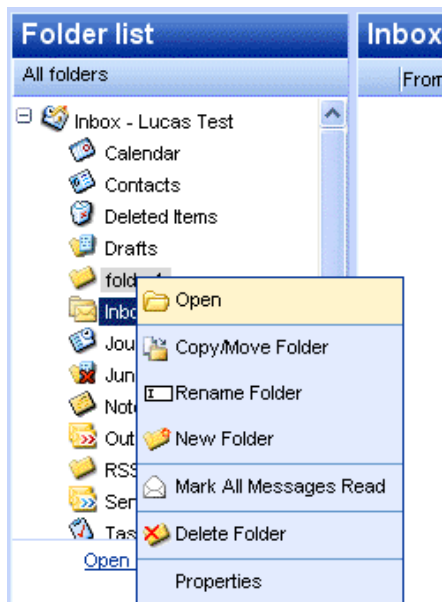 Folder list
Inbox
All folders
From
Inbox - Lucas Test
Calendar
Contacts
Deleted Items
Drafts
Open
Copy/Move Folder
Rename Folder
New Folder
Mark All Messages Read
Delete Folder
Open
Properties